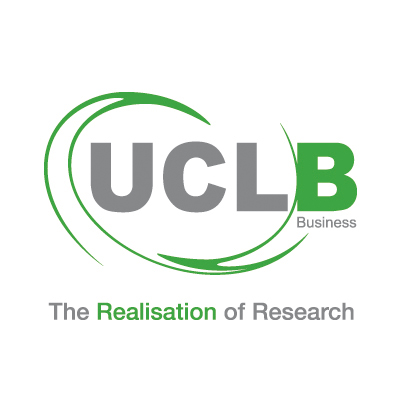 UCLB
Business
The Realisation of Research